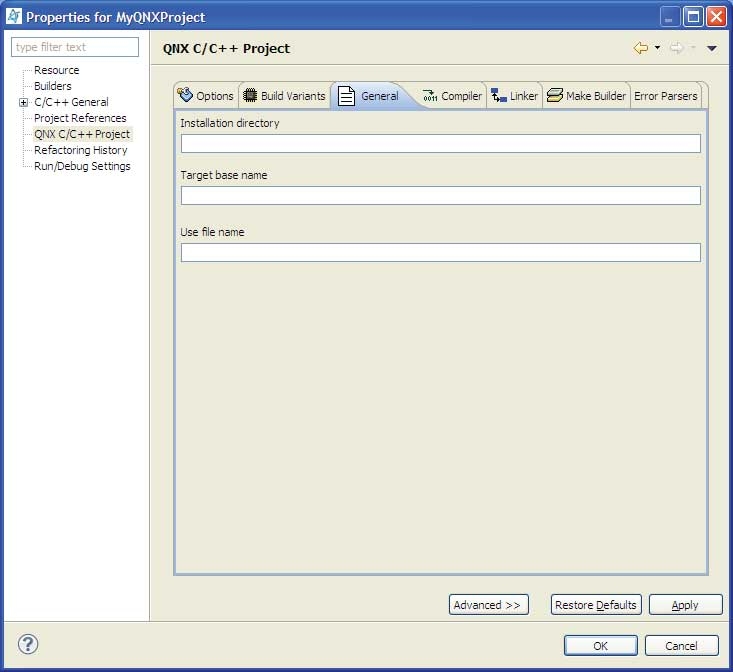 Properties for MyQNXProject
type filter text
Resource
Builders
C/C++ General
Project References
QNX C/C++ Project
Refactoring History
Run/Debug Settings
QNX C/C++ Project
Options Build Variants General Compiler Linker Make Builder Error Parsers
Installation directory
Target base name
Use file name
Advanced >> Restore Defaults Apply
OK Cancel